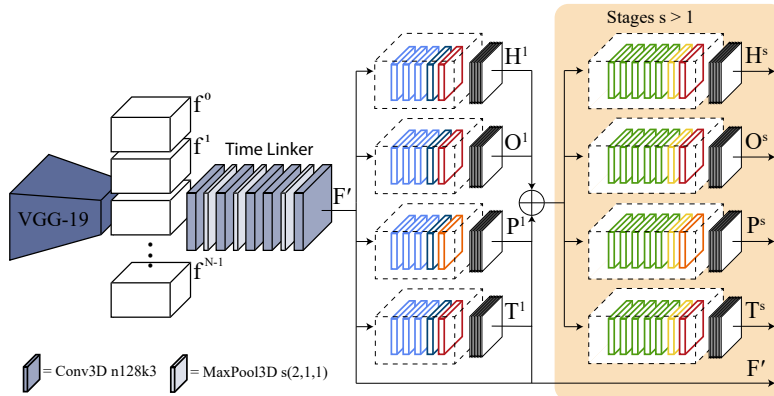 Stages s > 1
f⁰
f¹
VGG-19
f^N-1
Time Linker
F'
H¹
O¹
P¹
T¹
Hˢ
Oˢ
Pˢ
Tˢ
F'
= Conv3D n128k3
= MaxPool3D s(2,1,1)